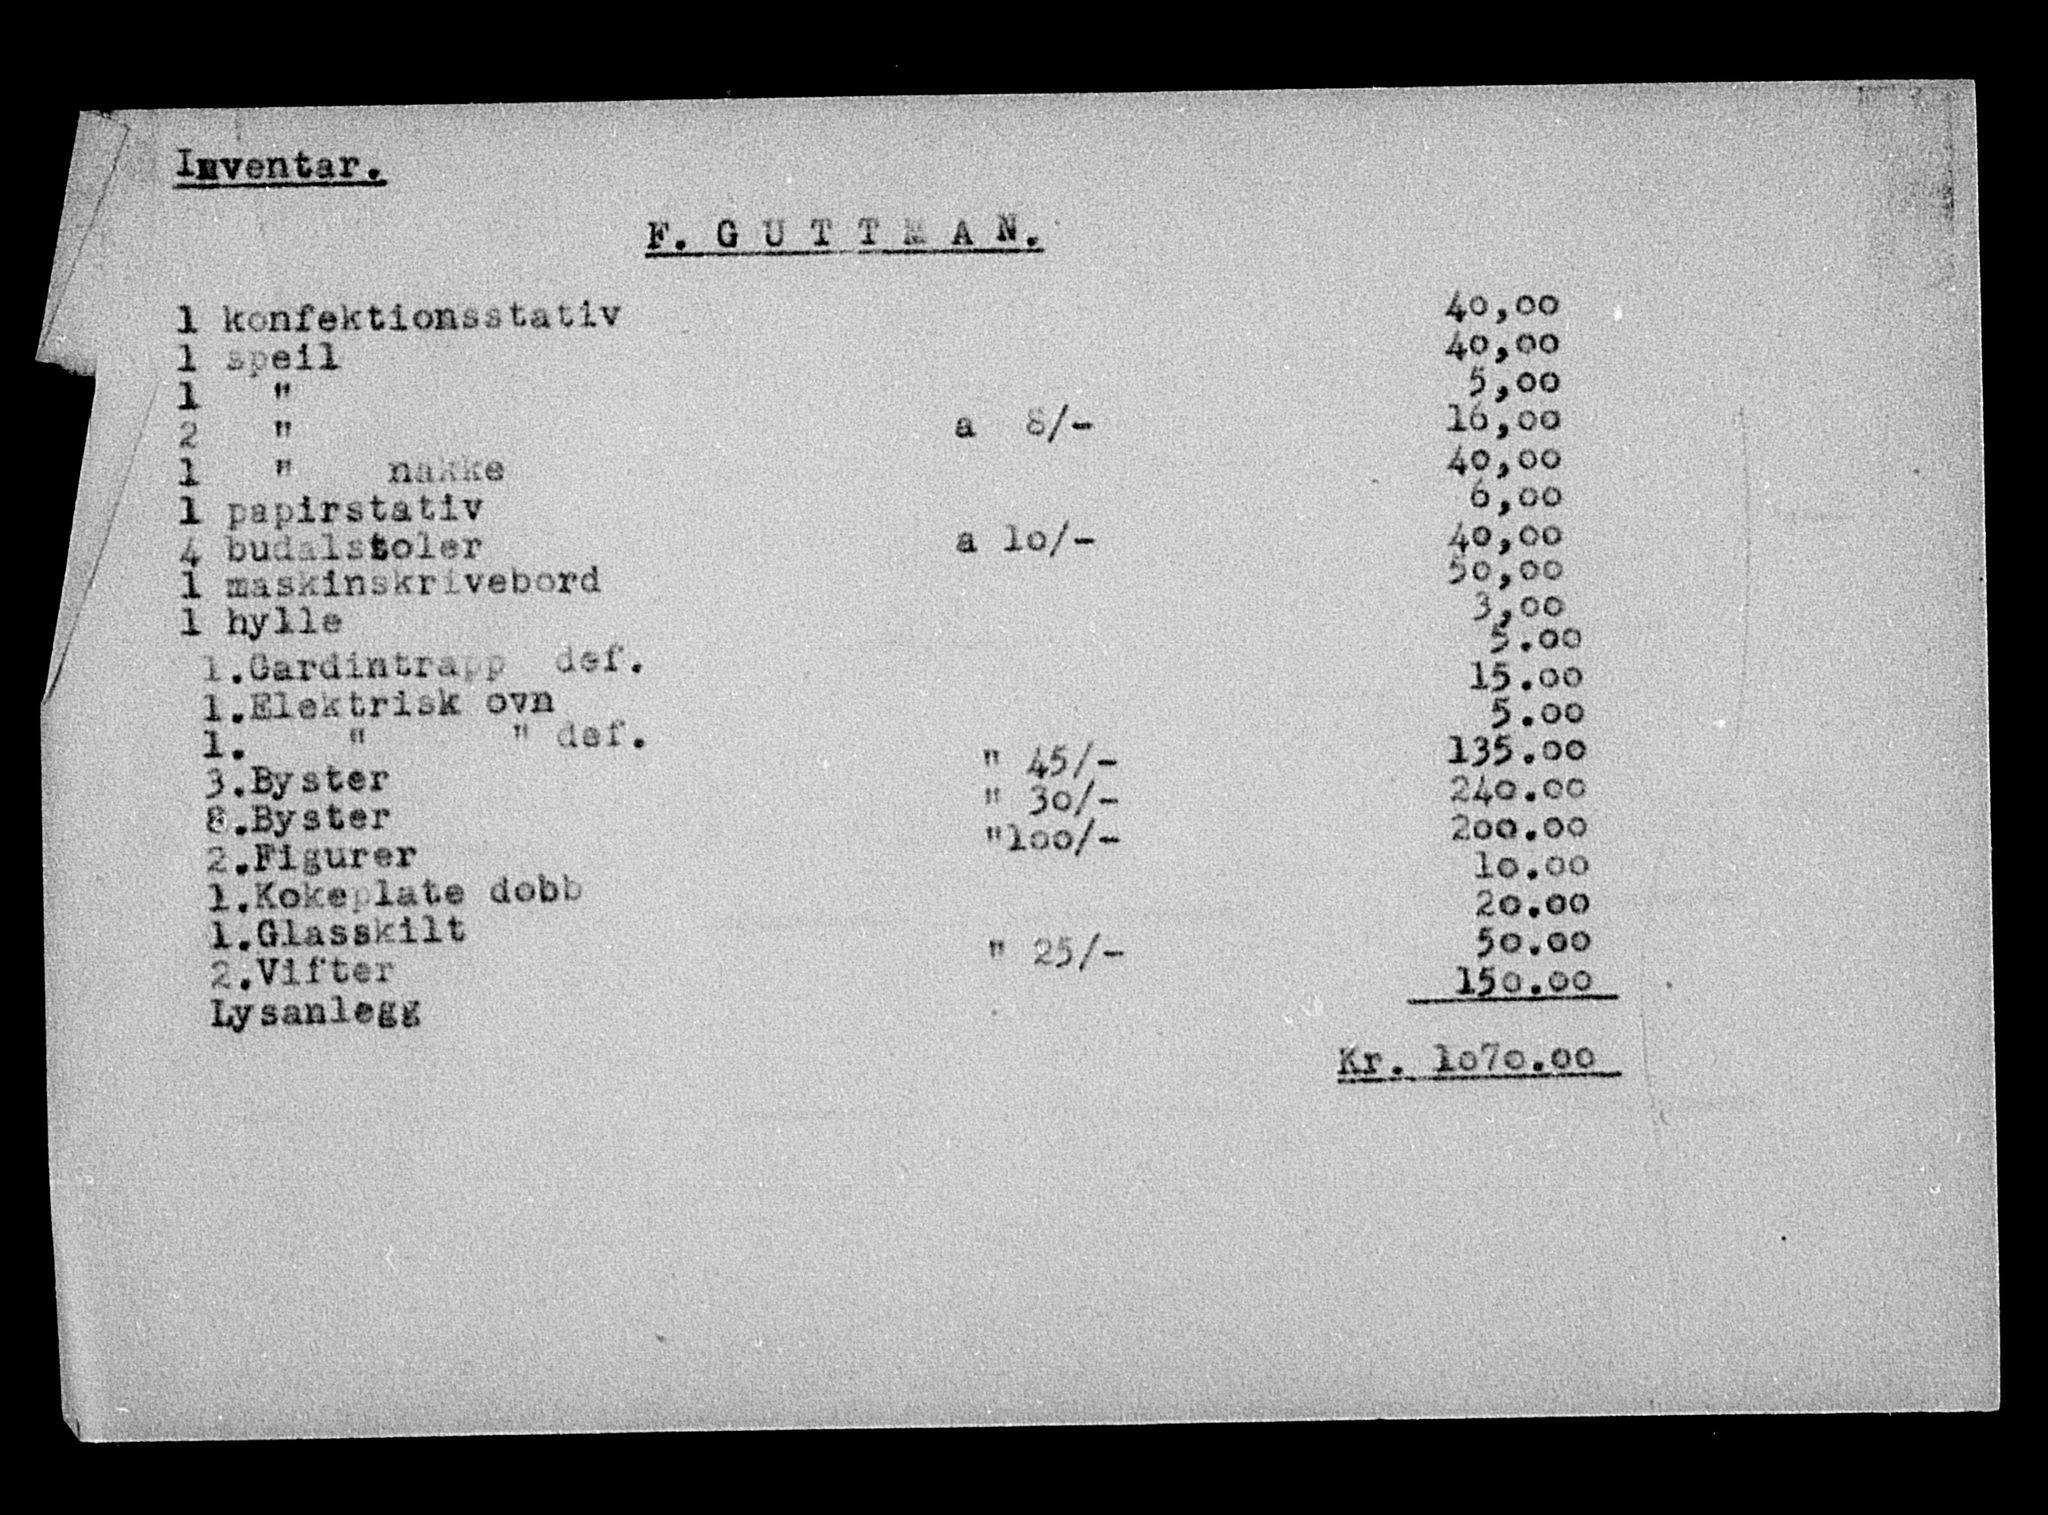 Inventar.
F. G U T T M A N.
1 konfektionsstativ 40,00
1 speil 40,00
1 " 5,00
2 " a 8/- 16,00
1 " nakke 40,00
1 papirstativ 6,00
4 budalstoler a 10/- 40,00
1 maskinskrivebord 50,00
1 hylle 3,00
1.Gardintrapp def. 5.00
1.Elektrisk ovn 15.00
1. " " def. 5.00
3.Byster " 45/- 135.00
8.Byster " 30/- 240.00
2.Figurer "100/- 200.00
1.Kokeplate dobb 10.00
1.Glasskilt 20.00
2.Vifter " 25/- 50.00
Lysanlegg 150.00
Kr. 1070.00